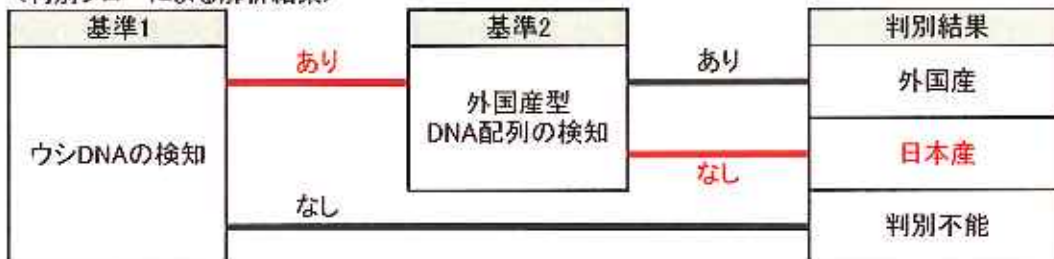 基準1
基準2
判別結果
あり
あり
外国産
ウシDNAの検知
外国産型
DNA配列の検知
日本産
なし
なし
判別不能